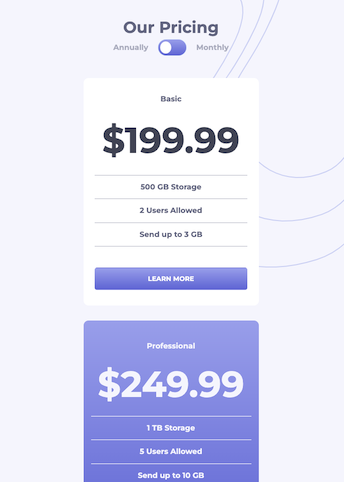 Our Pricing
Annually Monthly
Basic
$199.99
500 GB Storage
2 Users Allowed
Send up to 3 GB
LEARN MORE
Professional
$249.99
1 TB Storage
5 Users Allowed
Send up to 10 GB